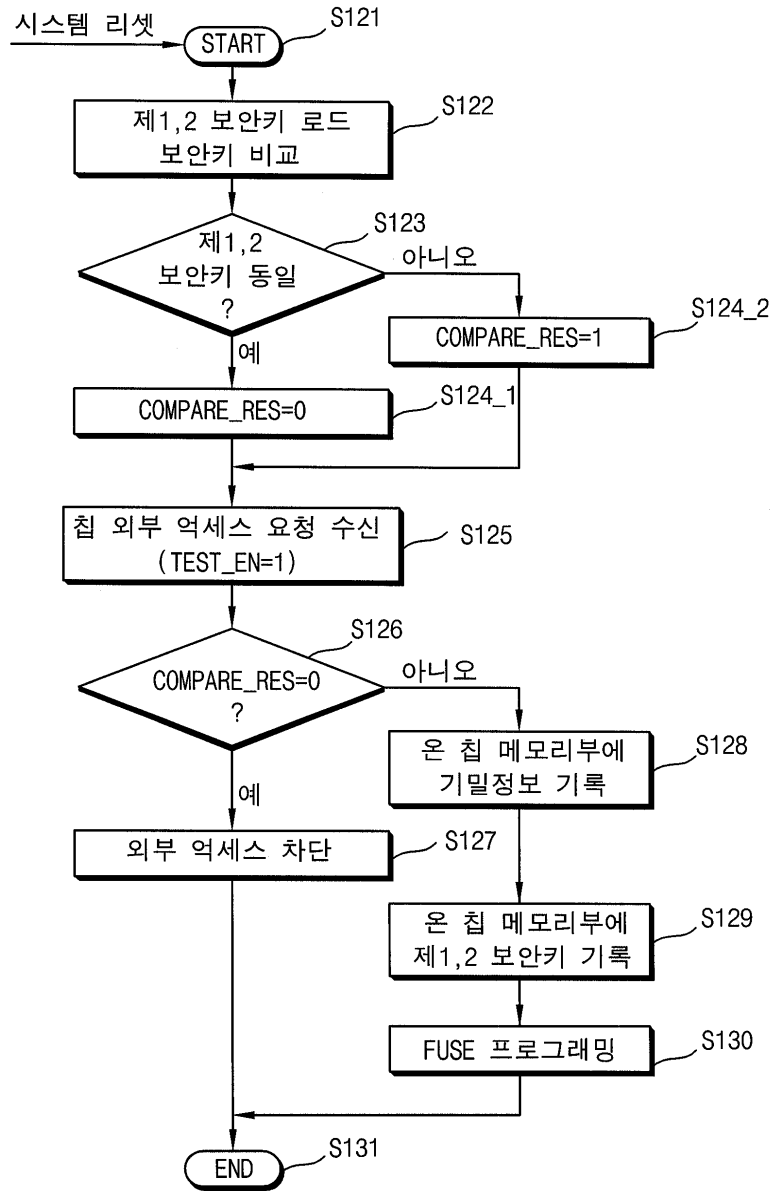 시스템 리셋
START
S121
제1,2 보안키 로드
보안키 비교
S122
제1,2
보안키 동일
?
S123
아니오
예
COMPARE_RES=1
S124_2
COMPARE_RES=0
S124_1
칩 외부 억세스 요청 수신
(TEST_EN=1)
S125
COMPARE_RES=0
?
S126
아니오
예
온 칩 메모리부에
기밀정보 기록
S128
외부 억세스 차단
S127
온 칩 메모리부에
제1,2 보안키 기록
S129
FUSE 프로그래밍
S130
END
S131